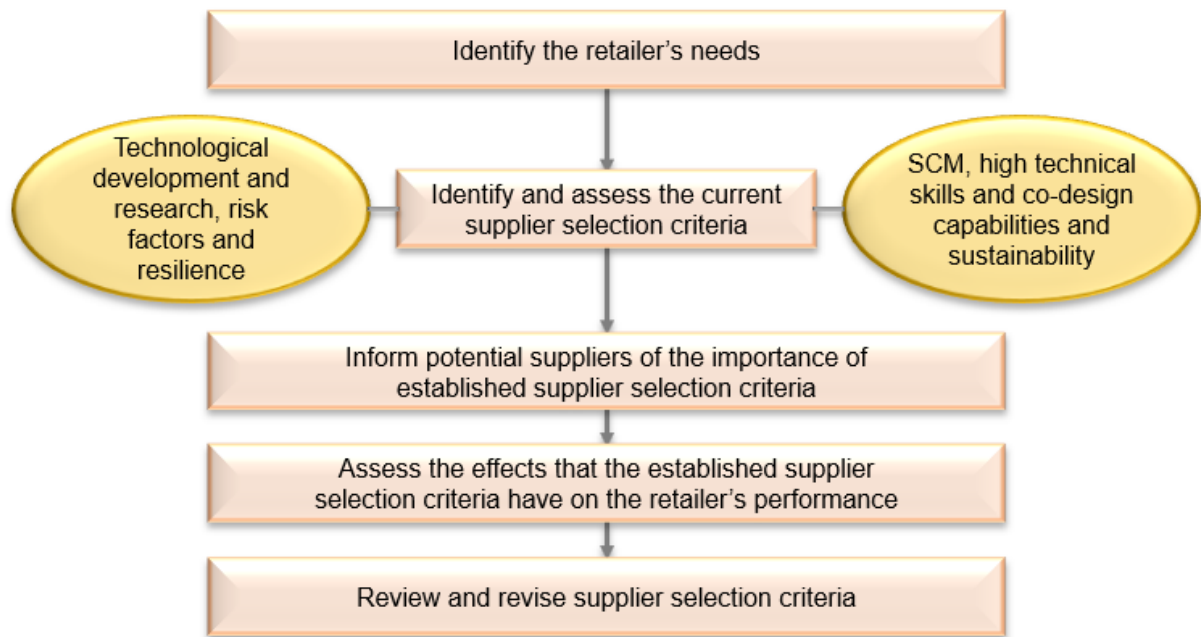 Identify the retailer’s needs
Technological
development and
research, risk
factors and
resilience
Identify and assess the current
supplier selection criteria
SCM, high technical
skills and co-design
capabilities and
sustainability
Inform potential suppliers of the importance of
established supplier selection criteria
Assess the effects that the established supplier
selection criteria have on the retailer’s performance
Review and revise supplier selection criteria